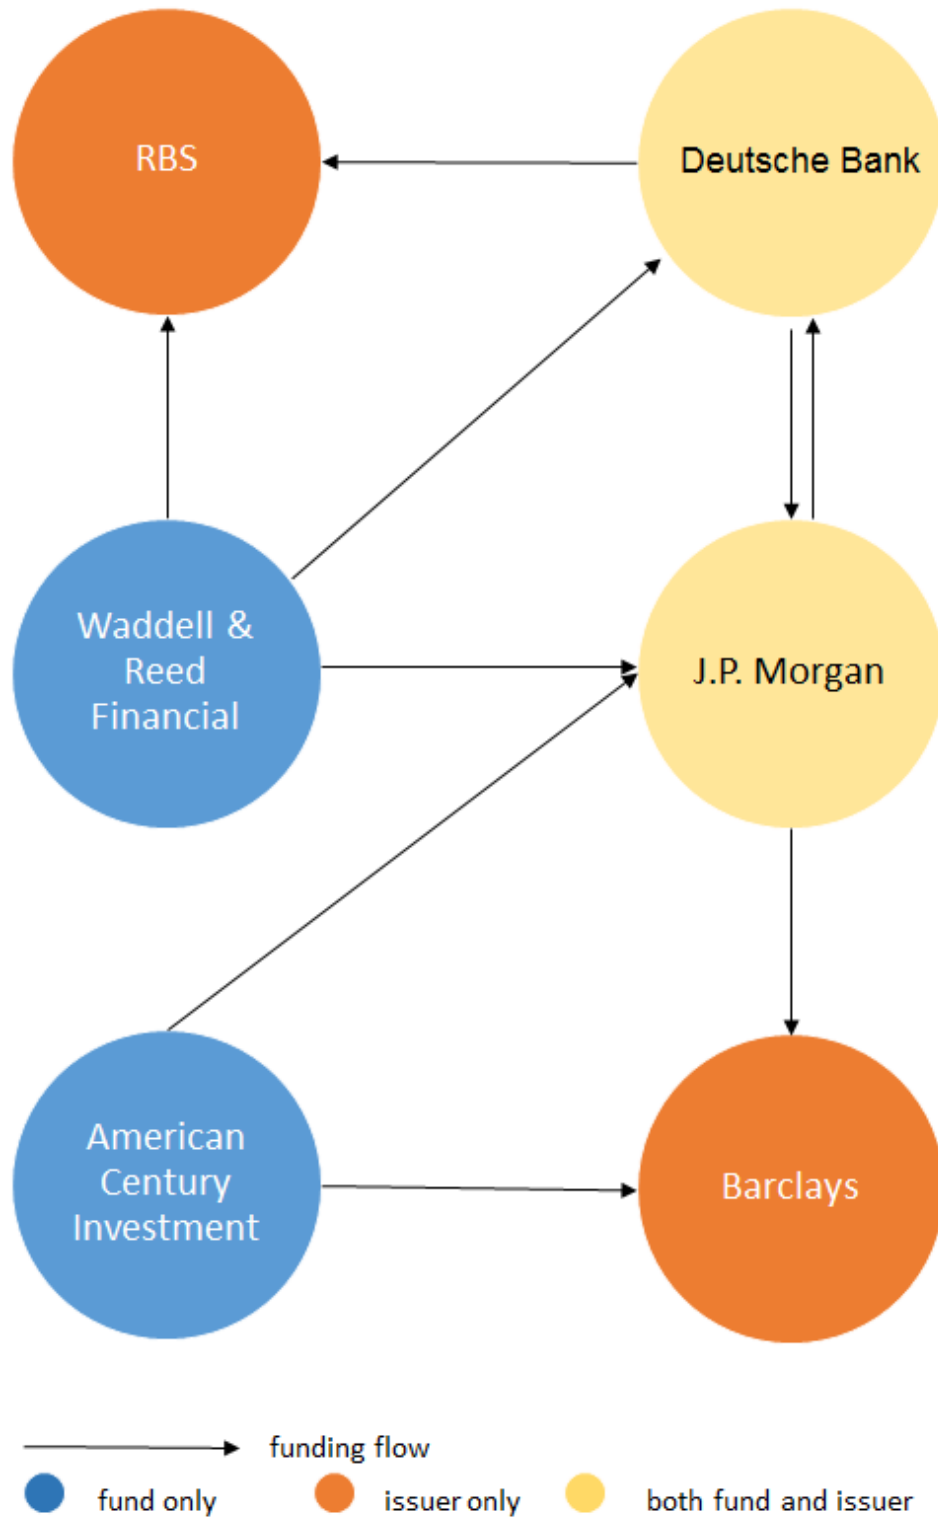 RBS
Deutsche Bank
Waddell &
Reed
Financial
J.P. Morgan
American
Century
Investment
Barclays
funding flow
fund only
issuer only
both fund and issuer